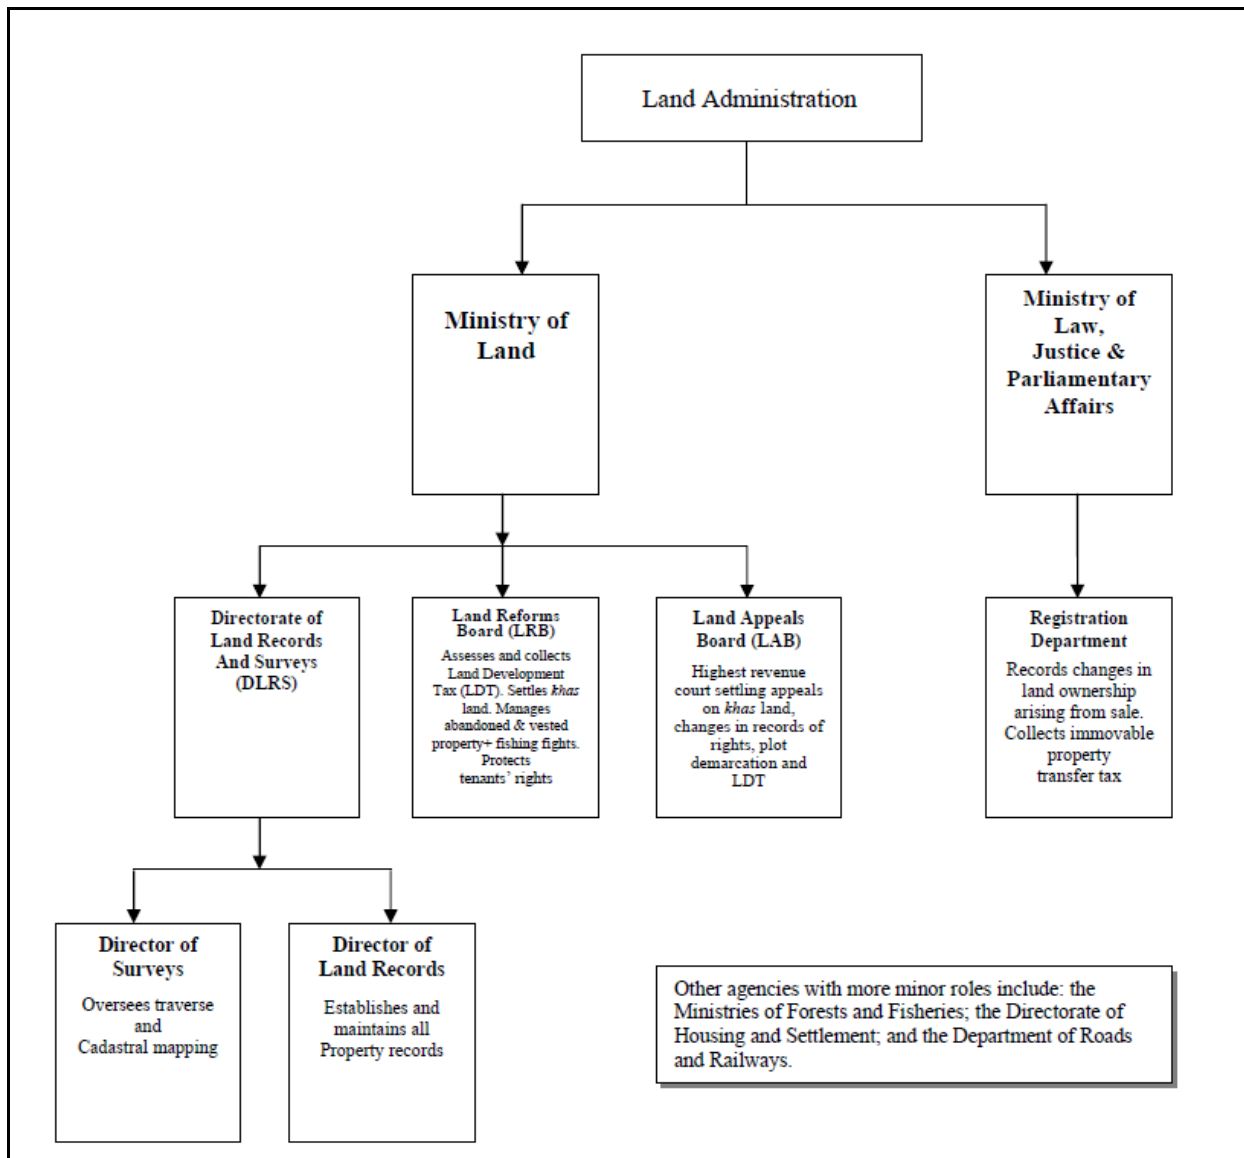 Land Administration
Ministry of
Land
Ministry of
Law,
Justice &
Parliamentary
Affairs
Directorate of
Land Records
And Surveys
(DLRS)
Land Reforms
Board (LRB)
Assesses and collects
Land Development
Tax (LDT). Settles khas
land. Manages
abandoned & vested
property+ fishing fights.
Protects
tenants' rights
Land Appeals
Board (LAB)
Highest revenue
court settling appeals
on khas land,
changes in records of
rights, plot
demarcation and
LDT
Registration
Department
Records changes in
land ownership
arising from sale.
Collects immovable
property
transfer tax
Director of
Surveys
Oversees traverse
and
Cadastral mapping
Director of
Land Records
Establishes and
maintains all
Property records
Other agencies with more minor roles include: the
Ministries of Forests and Fisheries; the Directorate of
Housing and Settlement; and the Department of Roads
and Railways.